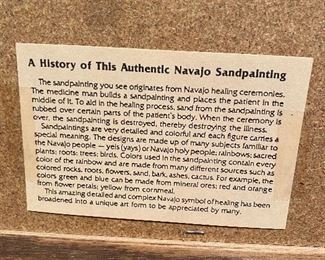 A History of This Authentic Navajo Sandpainting
The sandpainting you see originates from Navajo healing ceremonies.
The medicine man builds a sandpainting and places the patient in the
middle of it. To aid in the healing process, sand from the sandpainting is
rubbed over certain parts of the patient's body. When the ceremony is
over, the sandpainting is destroyed, thereby destroying the illness.
Sandpaintings are very detailed and colorful and each figure carries a
special meaning. The designs are made up of many subjects familiar to
the Navajo people — yeis (yays) or Navajo holy people; rainbows; sacred
plants; roots; trees; birds. Colors used in the sandpainting contain every
color of the rainbow and are made from many different sources such as
colored rocks, roots, flowers, sand, bark, ashes, cactus. For example, the
colors green and blue can be made from mineral ores; red and orange
from flower petals; yellow from cornmeal.
This amazing detailed and complex Navajo symbol of healing has been
broadened into a unique art form to be appreciated by many.